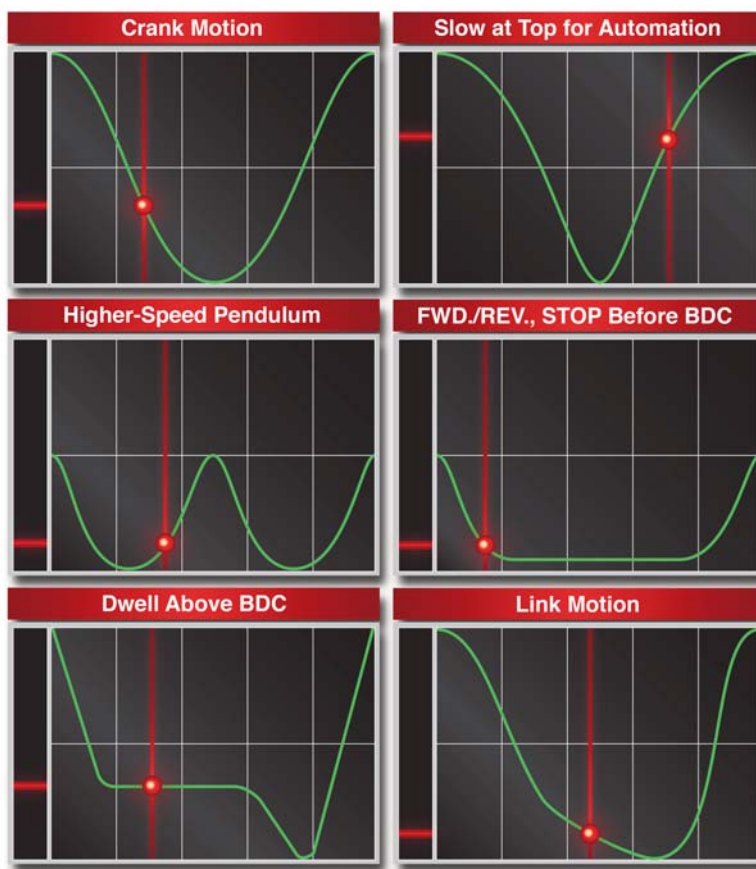 Crank Motion
Slow at Top for Automation
Higher-Speed Pendulum
FWD./REV., STOP Before BDC
Dwell Above BDC
Link Motion